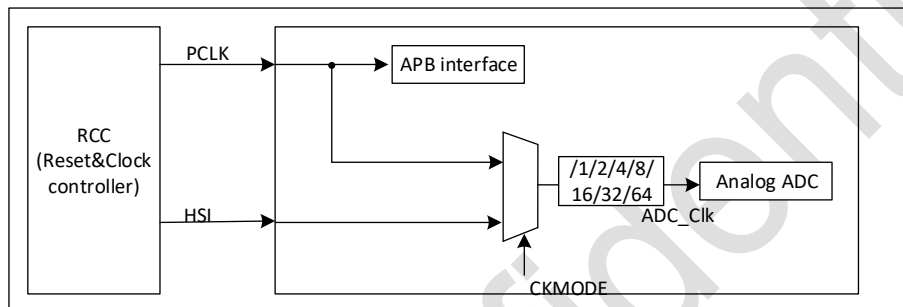 PCLK
APB interface
RCC
(Reset&Clock
controller)
/1/2/4/8/
16/32/64
Analog ADC
ADC_Clk
HSI
CKMODE